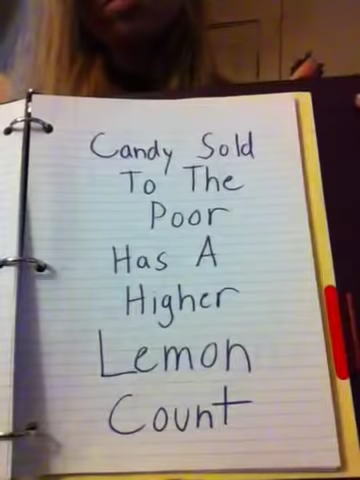 Candy Sold
To The
Poor
Has A
Higher
Lemon
Count